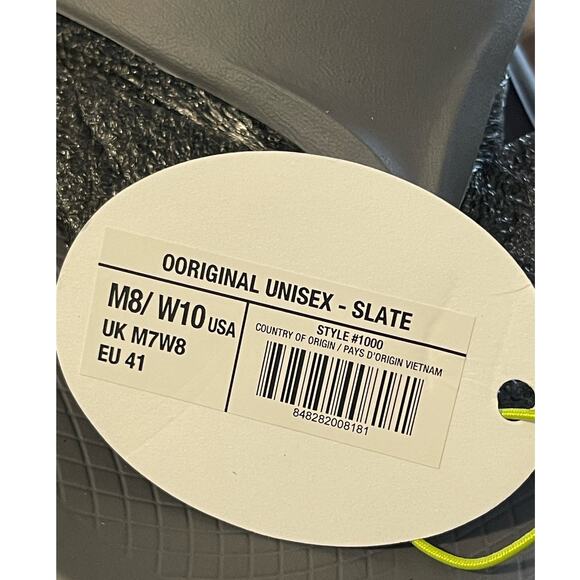 OORIGINAL UNISEX - SLATE
M8/ W10 USA
UK M7W8
EU 41
STYLE #1000
COUNTRY OF ORIGIN / PAYS D'ORIGIN VIETNAM
848282008181